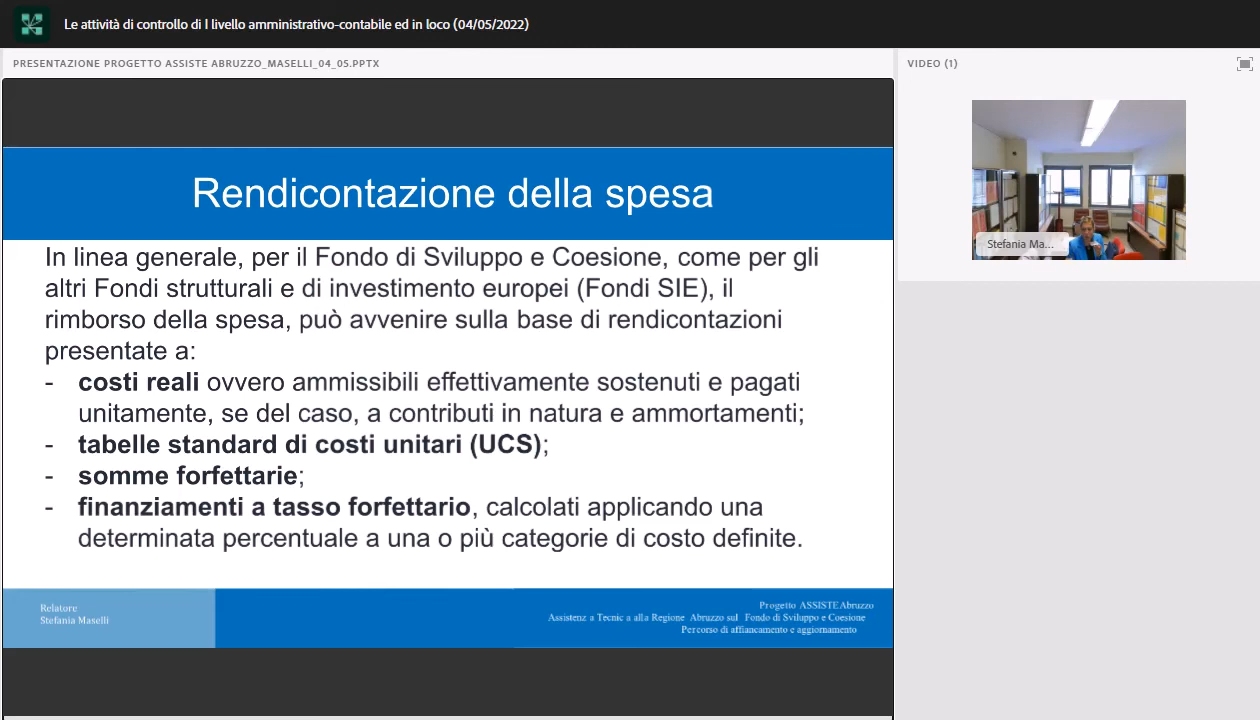 Le attività di controllo di I livello amministrativo-contabile ed in loco (04/05/2022)
PRESENTAZIONE PROGETTO ASSISTE ABRUZZO_MASELLI_04_05.PPTX
VIDEO (1)
Rendicontazione della spesa
In linea generale, per il Fondo di Sviluppo e Coesione, come per gli
altri Fondi strutturali e di investimento europei (Fondi SIE), il
rimborso della spesa, può avvenire sulla base di rendicontazioni
presentate a:
- costi reali ovvero ammissibili effettivamente sostenuti e pagati
unitamente, se del caso, a contributi in natura e ammortamenti;
- tabelle standard di costi unitari (UCS);
- somme forfettarie;
- finanziamenti a tasso forfettario, calcolati applicando una
determinata percentuale a una o più categorie di costo definite.
Stefania Ma...
Relatore
Stefania Maselli
Progetto ASSISTE Abruzzo
Assistenz a Tecnic a alla Regione Abruzzo sul Fondo di Sviluppo e Coesione
Percorso di affiancamento e aggiornamento